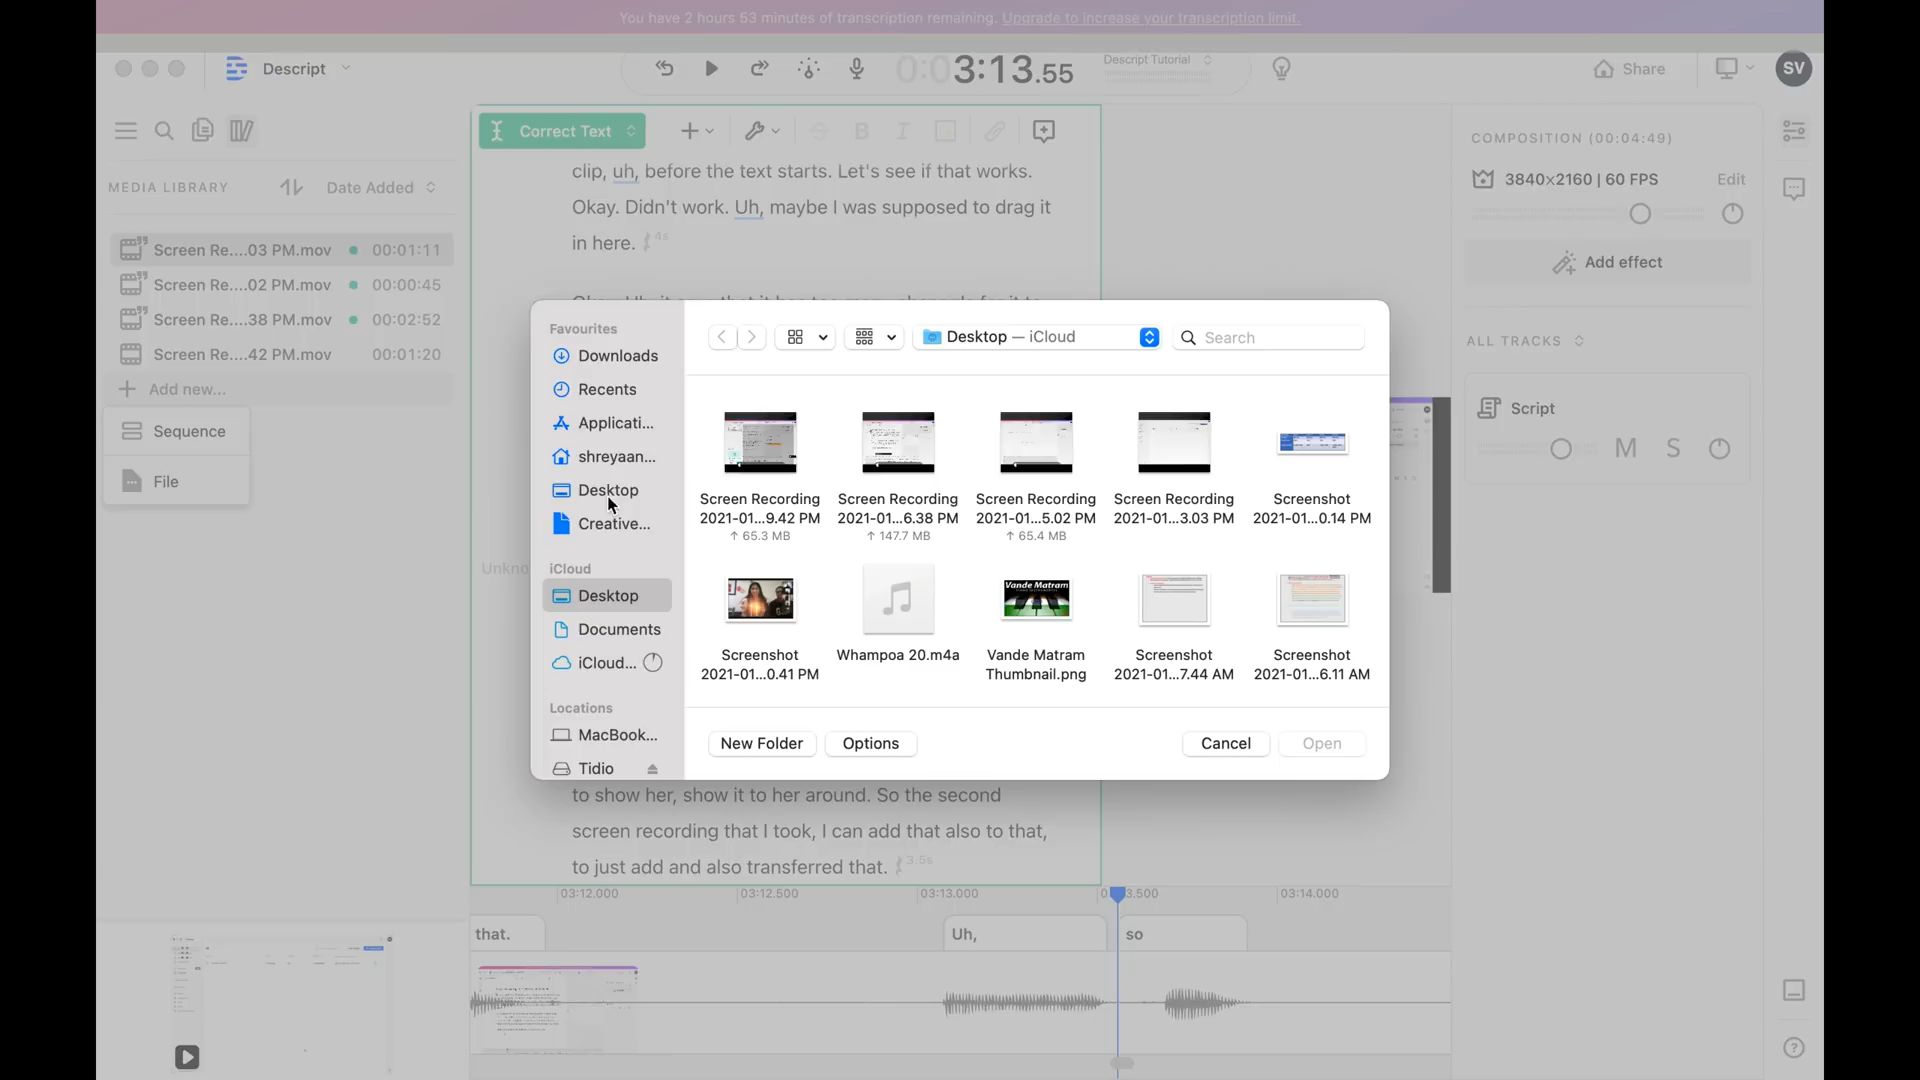 You have 2 hours 53 minutes of transcription remaining. Upgrade to increase your transcription limit.
Descript
0:03:13.55
Descript Tutorial
Share
SV
Correct Text
B
I
MEDIA LIBRARY
Date Added
Screen Re....03 PM.mov 00:01:11
Screen Re....02 PM.mov 00:00:45
Screen Re....38 PM.mov 00:02:52
Screen Re....42 PM.mov 00:01:20
Add new...
Sequence
File
clip, uh, before the text starts. Let's see if that works.
Okay. Didn't work. Uh, maybe I was supposed to drag it
in here. 4s
COMPOSITION (00:04:49)
3840×2160 | 60 FPS Edit
Add effect
ALL TRACKS
Script
M S
Favourites
Downloads
Recents
Applicati...
shreyaan...
Desktop
Creative...
iCloud
Desktop
Documents
iCloud...
Locations
MacBook...
Tidio
Desktop — iCloud
Search
Screen Recording
2021-01...9.42 PM
↑ 65.3 MB
Screen Recording
2021-01...6.38 PM
↑ 147.7 MB
Screen Recording
2021-01...5.02 PM
↑ 65.4 MB
Screen Recording
2021-01...3.03 PM
Screenshot
2021-01...0.14 PM
Screenshot
2021-01...0.41 PM
Whampoa 20.m4a
Vande Matram
Vande Matram
Thumbnail.png
Screenshot
2021-01...7.44 AM
Screenshot
2021-01...6.11 AM
New Folder
Options
Cancel
Open
to show her, show it to her around. So the second
screen recording that I took, I can add that also to that,
to just add and also transferred that. 3.5s
03:12.000
03:12.500
03:13.000
3.500
03:14.000
that.
Uh,
so